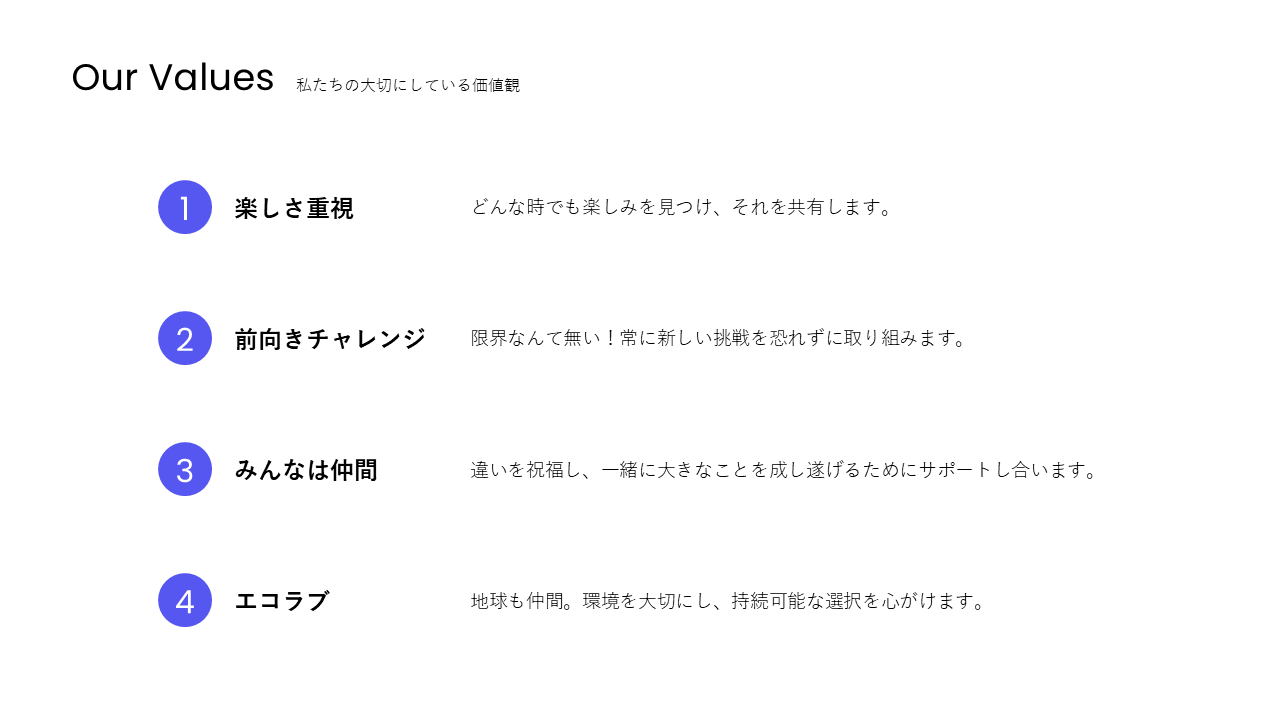 Our Values 私たちの大切にしている価値観
1 楽しさ重視 どんな時でも楽しみを見つけ、それを共有します。
2 前向きチャレンジ 限界なんて無い！常に新しい挑戦を恐れずに取り組みます。
3 みんなは仲間 違いを祝福し、一緒に大きなことを成し遂げるためにサポートし合います。
4 エコラブ 地球も仲間。環境を大切にし、持続可能な選択を心がけます。